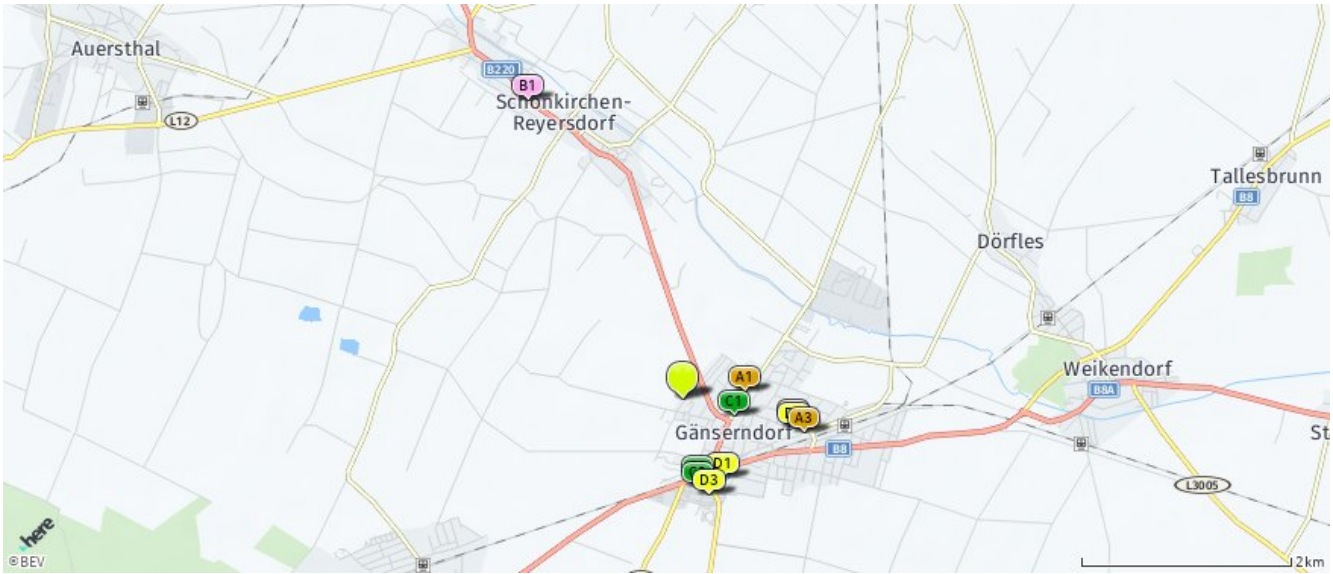 Auersthal
B220
B1
Schönkirchen-
Reyersdorf
L12
Tallesbrunn
B8
Dörfles
Weikendorf
B8A
A1
C1
A3
Gänserndorf
St
B8
D1
D3
L3005
here
©BEV
2km